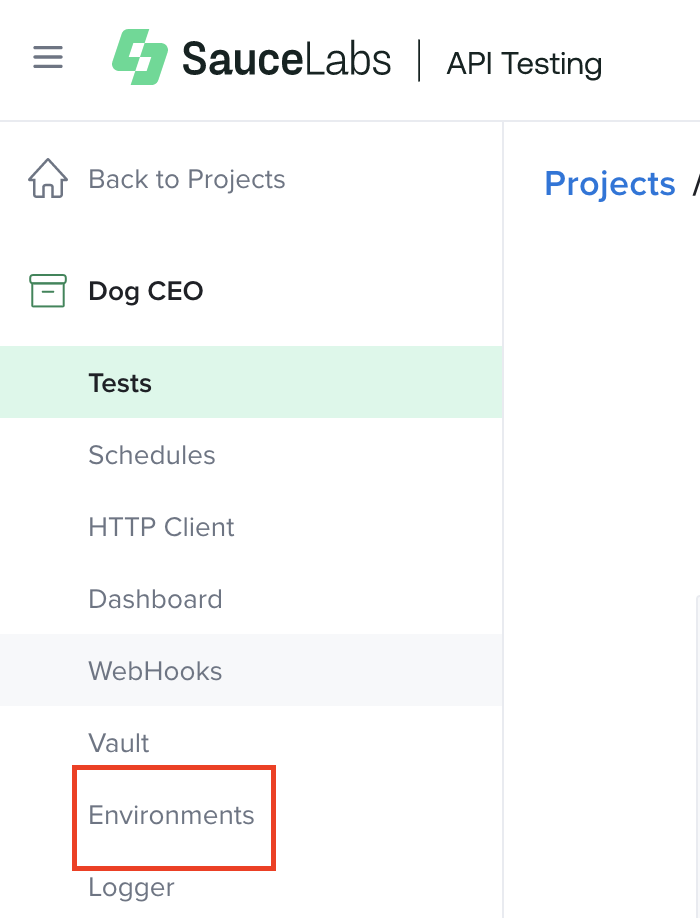 SauceLabs | API Testing
Back to Projects
Projects /
Dog CEO
Tests
Schedules
HTTP Client
Dashboard
WebHooks
Vault
Environments
Logger